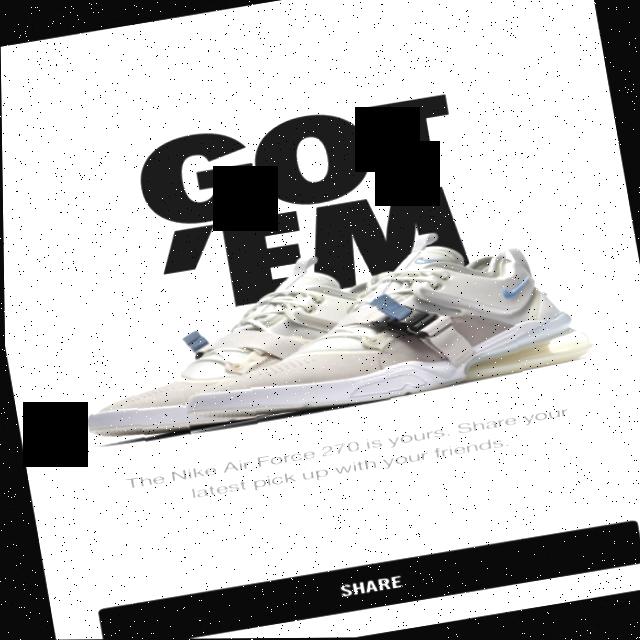 GOT
'EM
The Nike Air Force 270 is yours. Share your
latest pick up with your friends.
SHARE